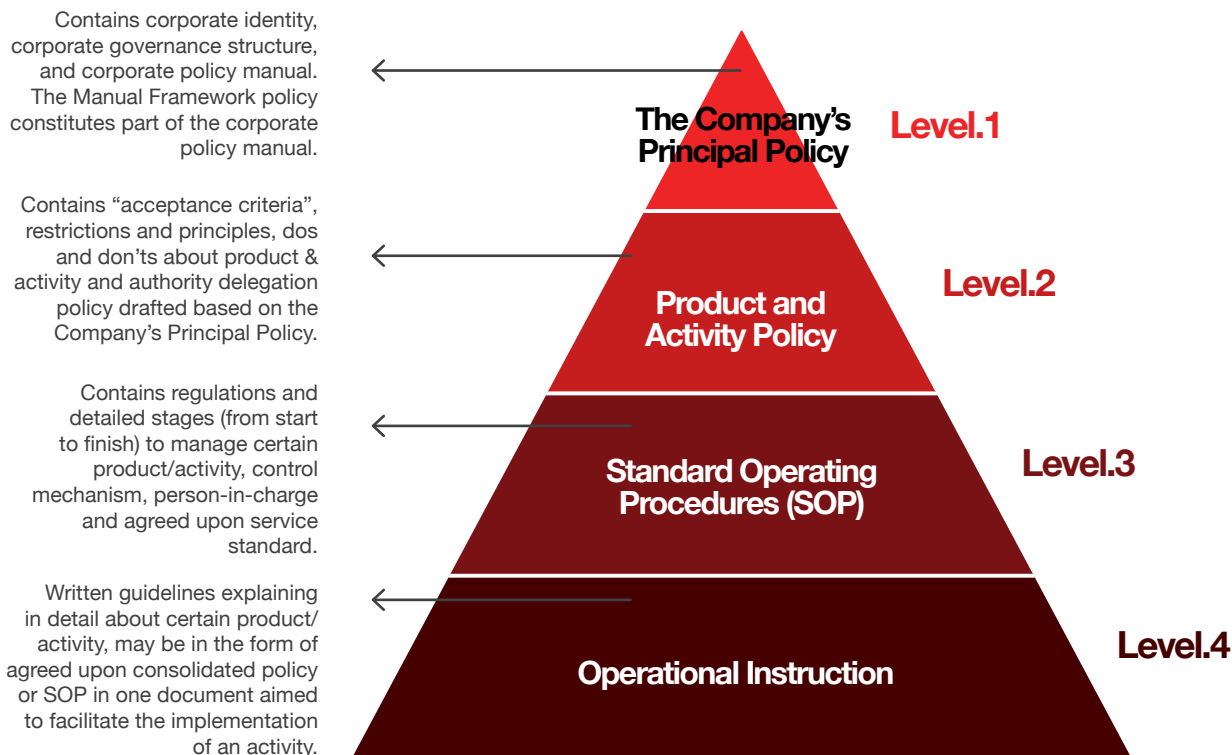 Contains corporate identity,
corporate governance structure,
and corporate policy manual.
The Manual Framework policy
constitutes part of the corporate
policy manual.
The Company’s
Principal Policy
Level.1
Contains “acceptance criteria”,
restrictions and principles, dos
and don’ts about product &
activity and authority delegation
policy drafted based on the
Company’s Principal Policy.
Product and
Activity Policy
Level.2
Contains regulations and
detailed stages (from start
to finish) to manage certain
product/activity, control
mechanism, person-in-charge
and agreed upon service
standard.
Standard Operating
Procedures (SOP)
Level.3
Written guidelines explaining
in detail about certain product/
activity, may be in the form of
agreed upon consolidated policy
or SOP in one document aimed
to facilitate the implementation
of an activity.
Operational Instruction
Level.4